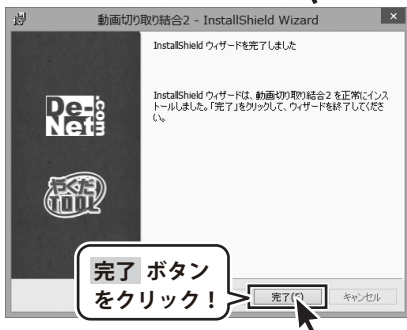 動画切り取り結合2 - InstallShield Wizard
InstallShield ウィザードを完了しました
InstallShield ウィザードは、動画切り取り結合2 を正常にインス
トールしました。「完了」をクリックして、ウィザードを終了してくださ
い。
De-
Net.com
やくだつ
TOOL
完了 ボタン
をクリック！
完了(F)
キャンセル